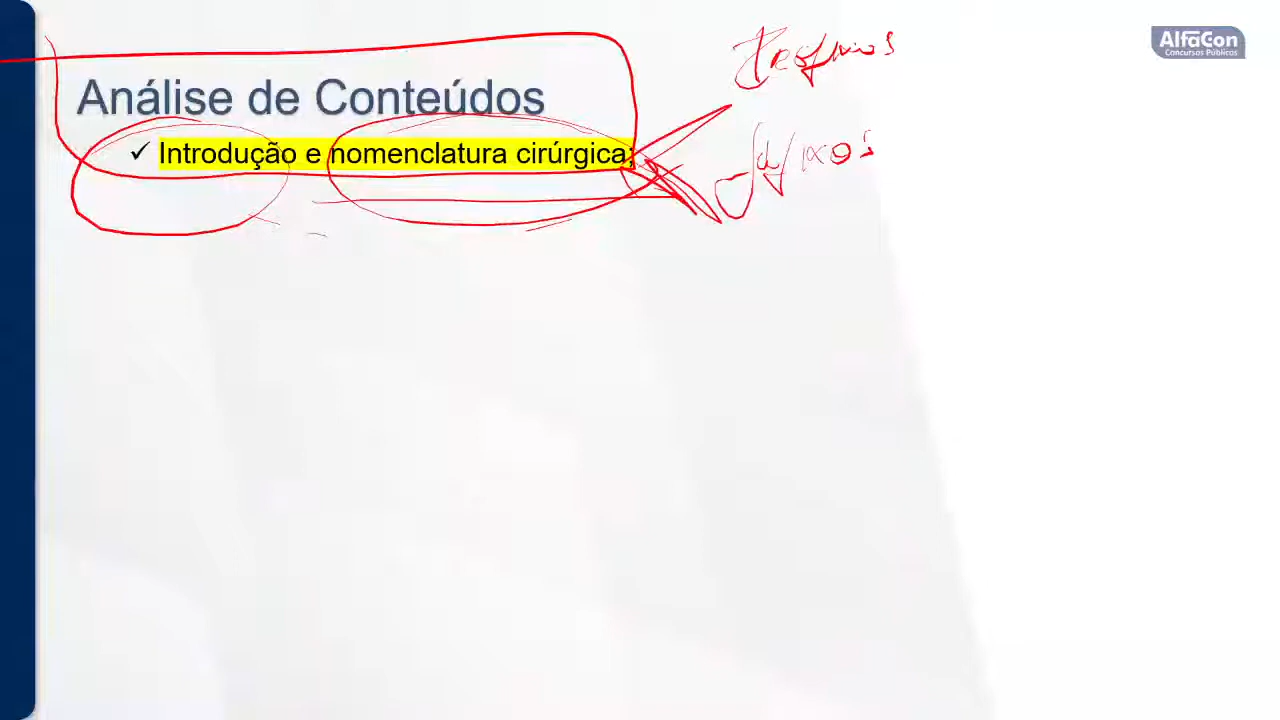 AlfaCon
Concursos Públicos
Análise de Conteúdos
✓ Introdução e nomenclatura cirúrgica;